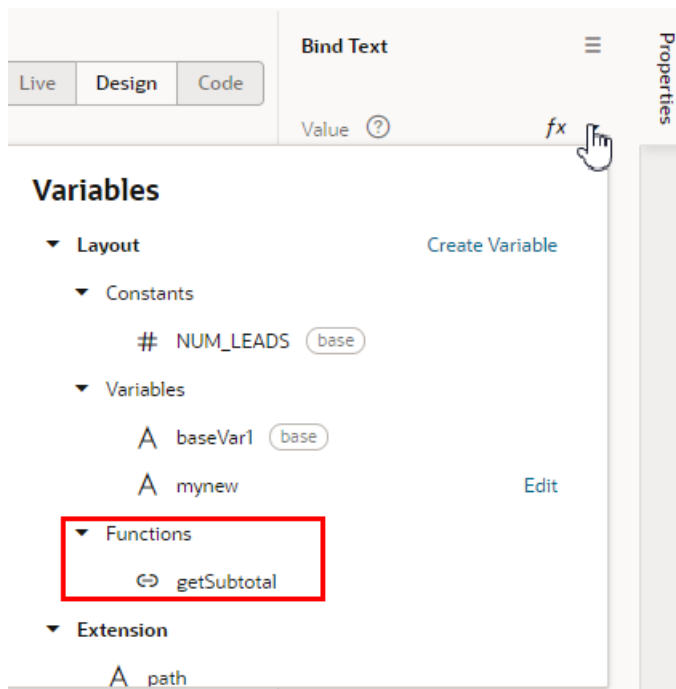 Bind Text
Properties
Live Design Code
Value ? fx
Variables
Layout Create Variable
Constants
# NUM_LEADS base
Variables
A baseVar1 base
A mynew Edit
Functions
getSubtotal
Extension
A path